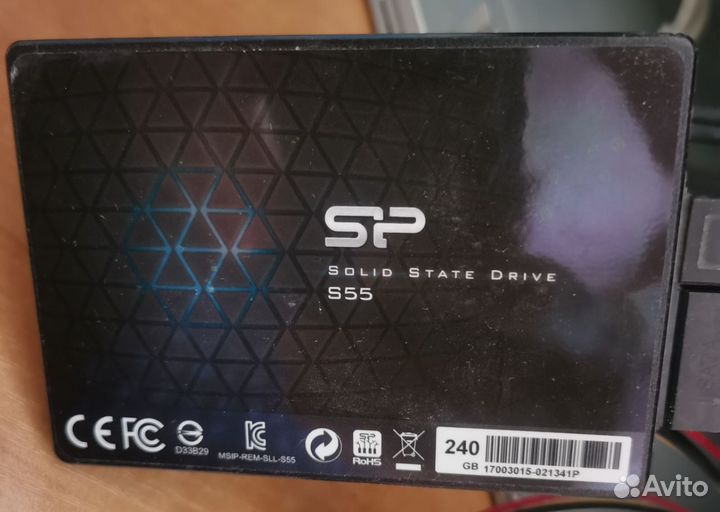 SP
SOLID STATE DRIVE
S55
CE FC
D33B29
MSIP-REM-SLL-S55
RoHS
240
GB 17003015-021341P
Avito